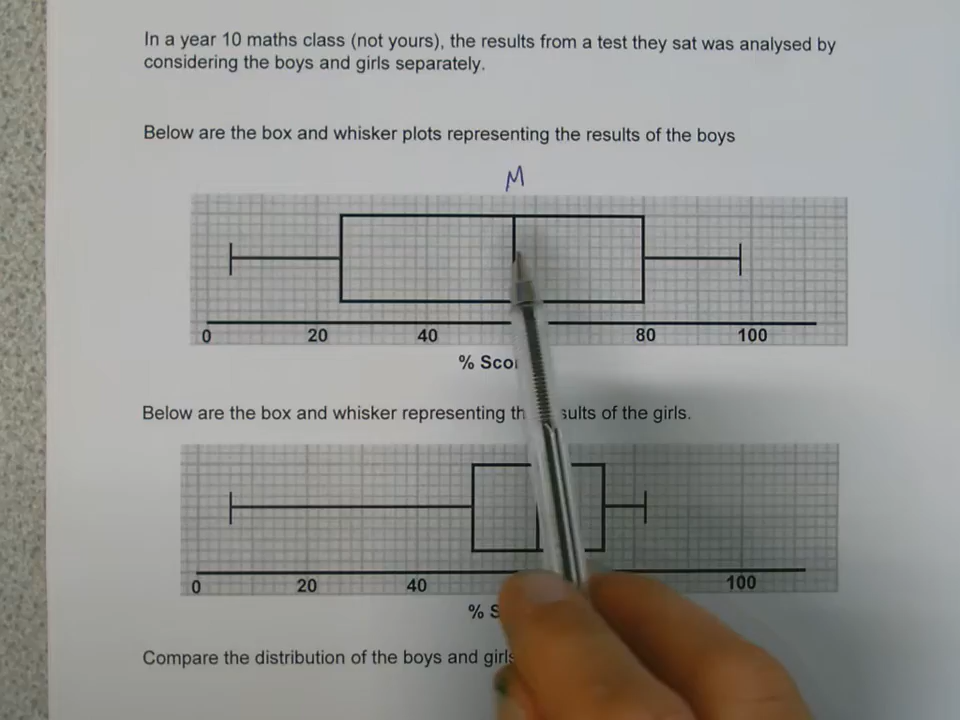 In a year 10 maths class (not yours), the results from a test they sat was analysed by
considering the boys and girls separately.
Below are the box and whisker plots representing the results of the boys
M
0 20 40 80 100
% Sco
Below are the box and whisker representing th sults of the girls.
0 20 40 100
% S
Compare the distribution of the boys and girls